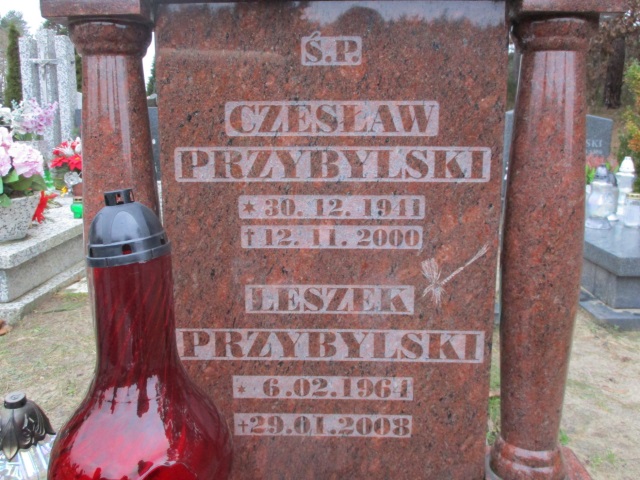 Ś.P.
CZESŁAW
PRZYBYLSKI
* 30. 12. 1941
† 12. 11. 2000
LESZEK
PRZYBYLSKI
* 6.02.1964
†29.01.2008